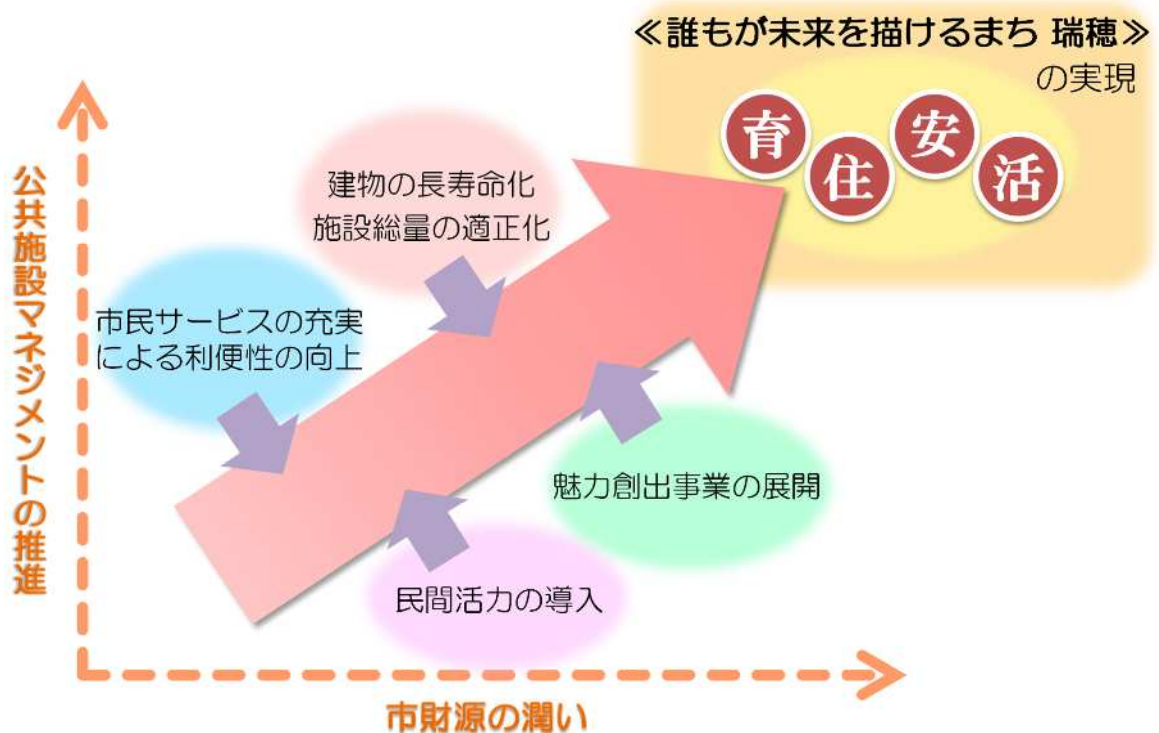 ≪誰もが未来を描けるまち 瑞穂≫
の実現
育
住
安
活
公共施設マネジメントの推進
建物の長寿命化
施設総量の適正化
市民サービスの充実
による利便性の向上
魅力創出事業の展開
民間活力の導入
市財源の潤い